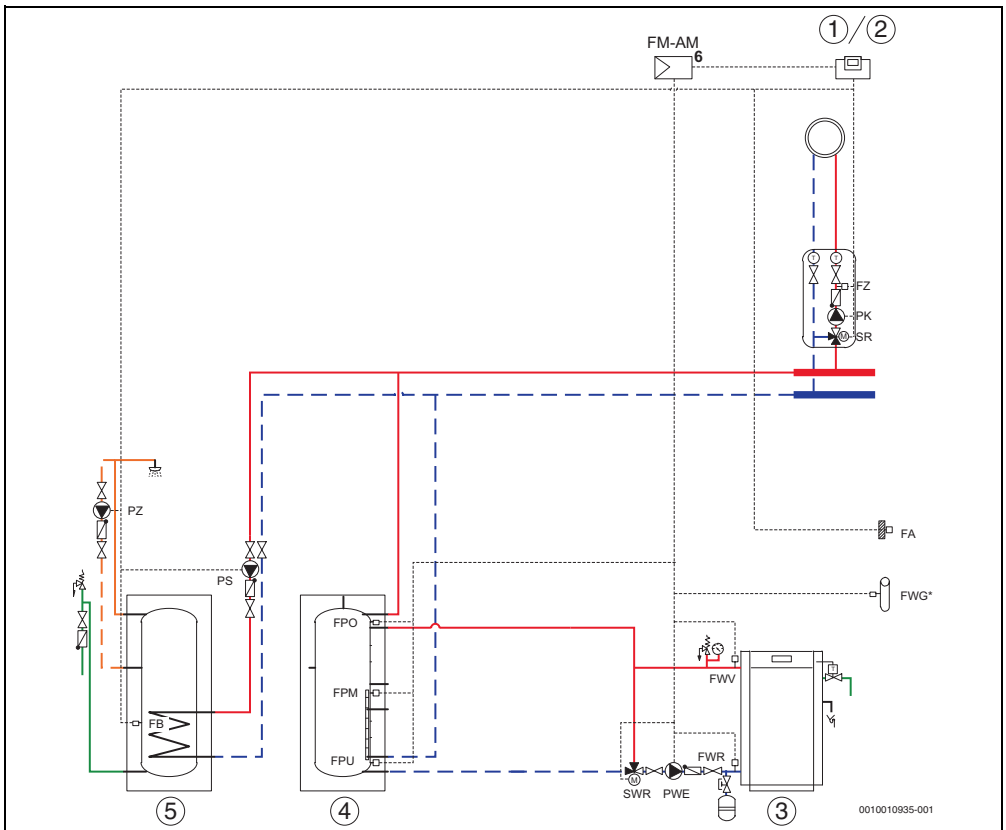 1/2
FM-AM
6
T T
FZ
PK
M SR
PZ
FA
PS
FWG*
FPO
FWV
T
FPM
FB
FWR
FPU
M
SWR PWE
5 4 3
0010010935-001